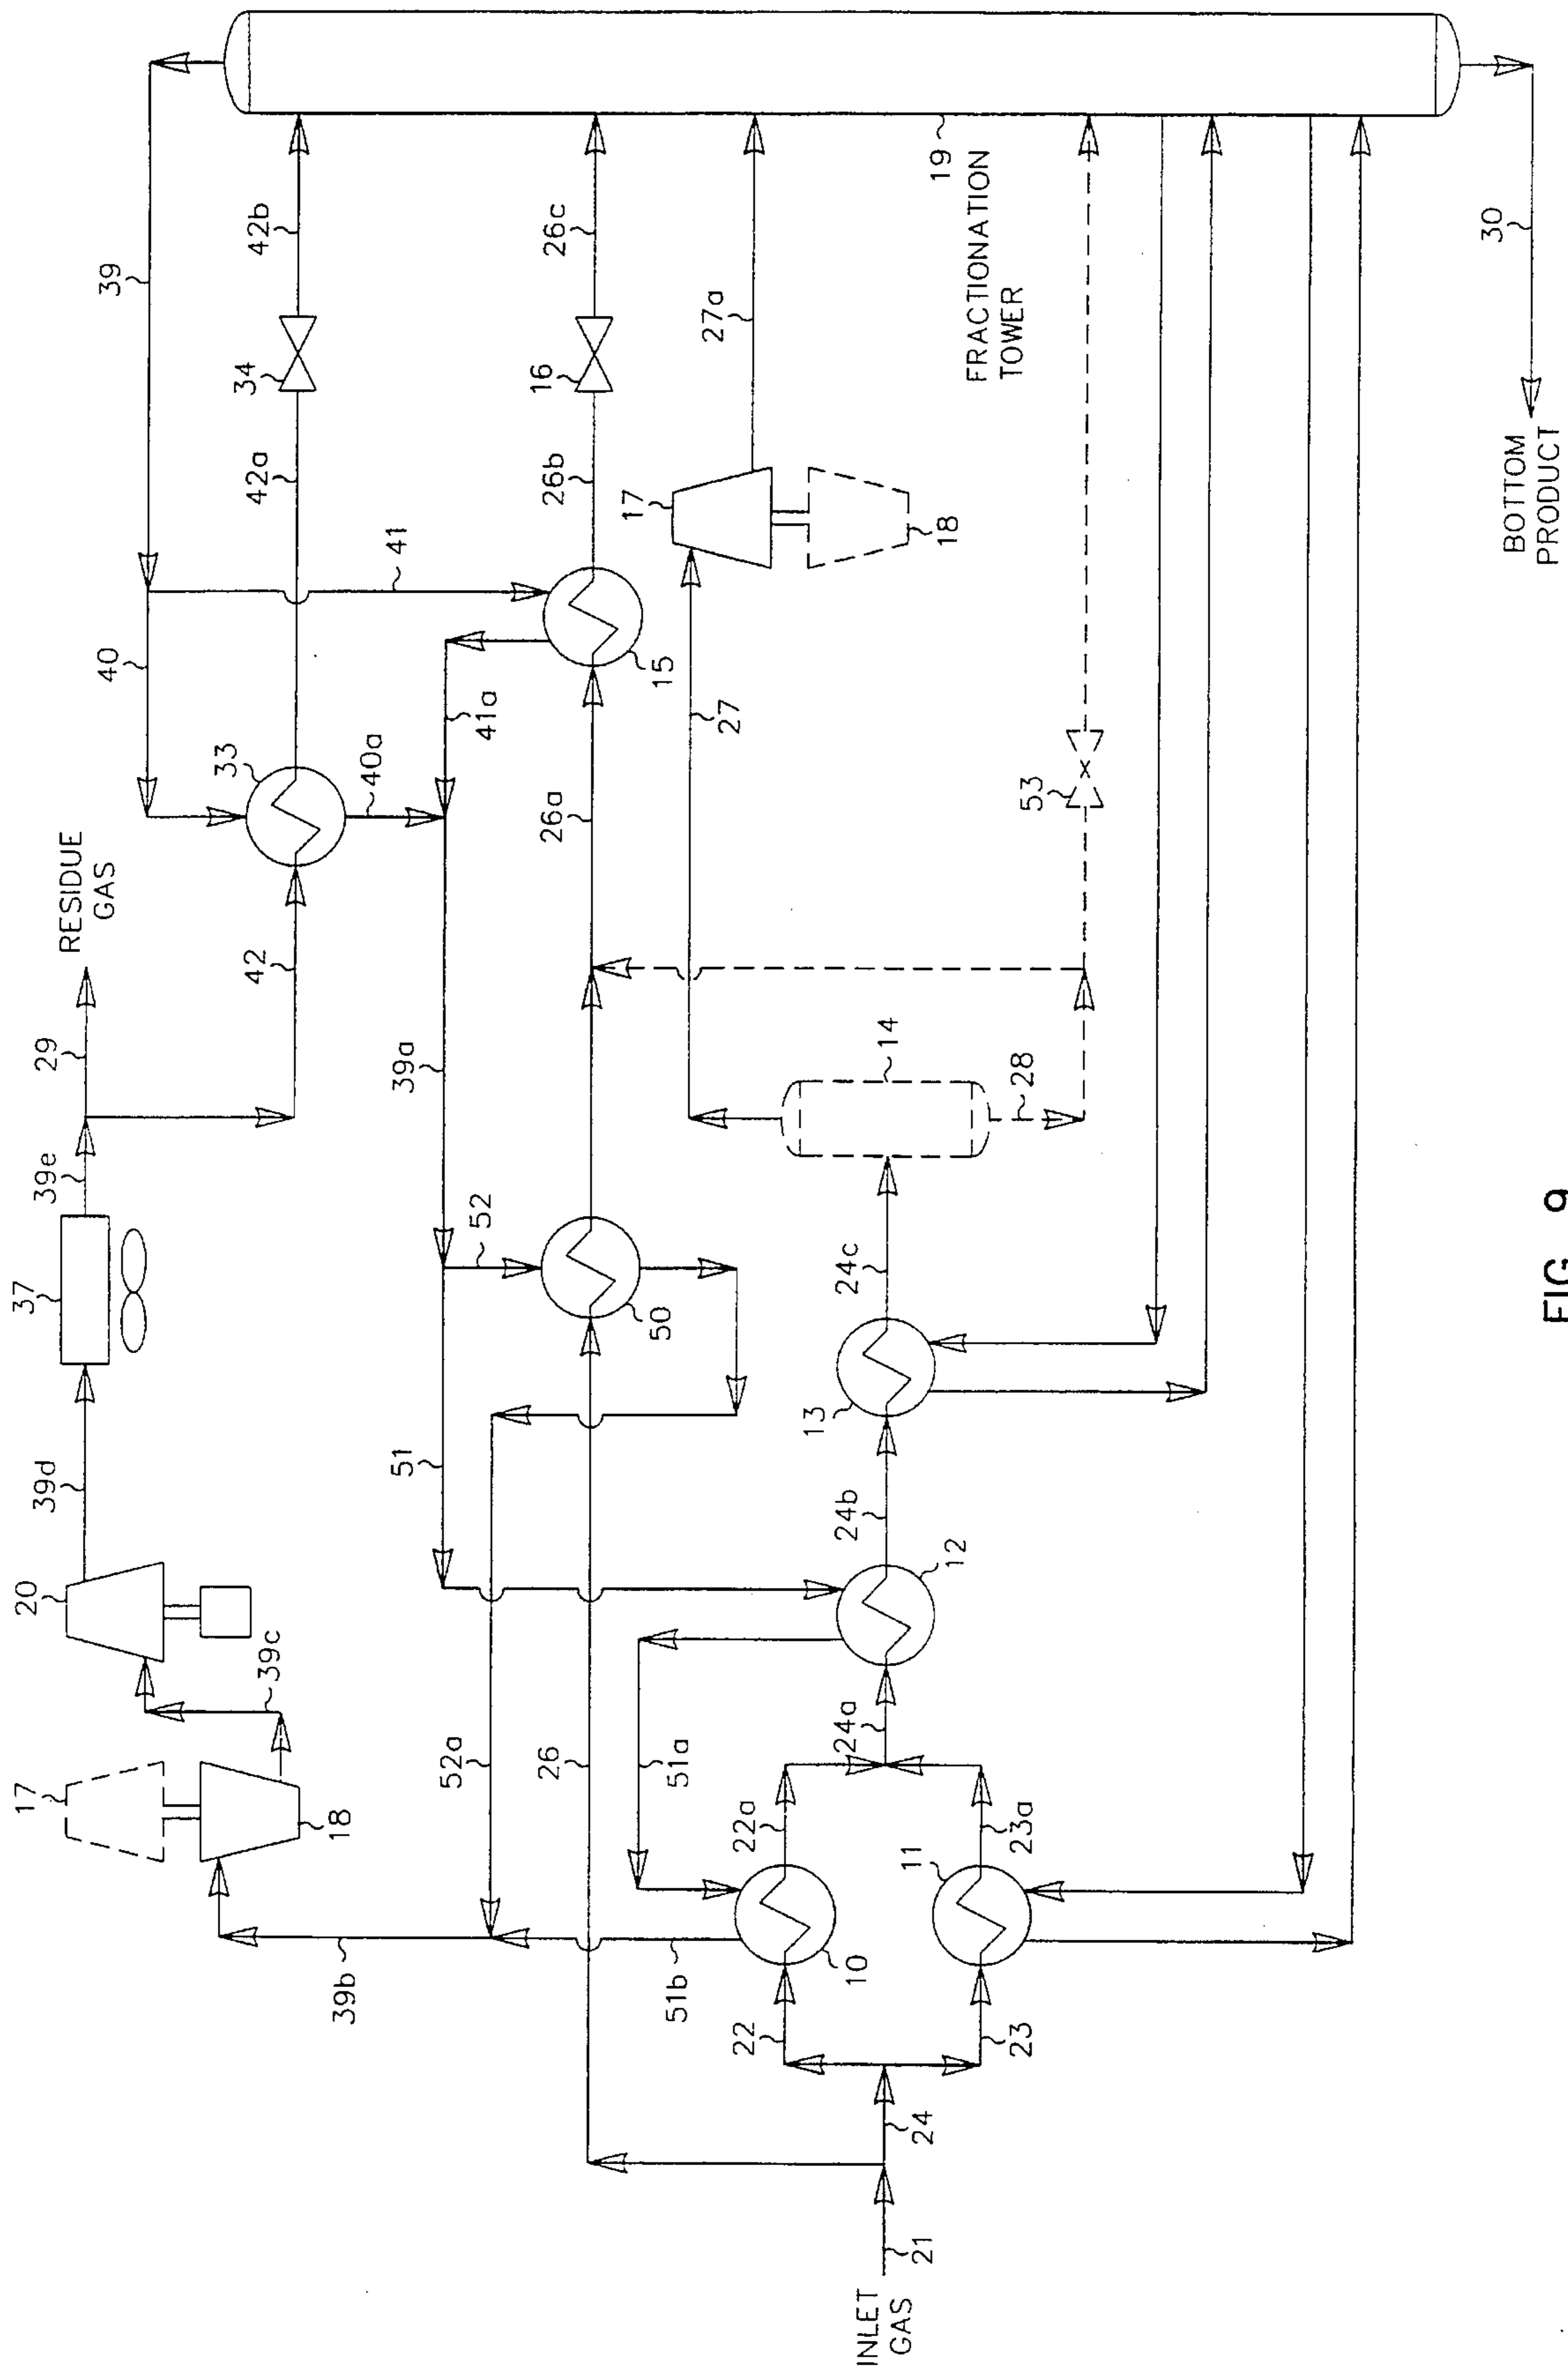 17
20
37
39d
39e
29
RESIDUE
GAS
40
39
33
42
42a
34
42b
39c
18
39b
40a
51
39a
41
52a
52
41a
26
26a
26b
16
26c
50
15
17
51b
51a
27
27a
22
22a
13
24b
24c
14
10
24a
INLET
GAS
21
24
11
12
18
23
23a
28
53
19
FRACTIONATION
TOWER
30
BOTTOM
PRODUCT
FIG. 9